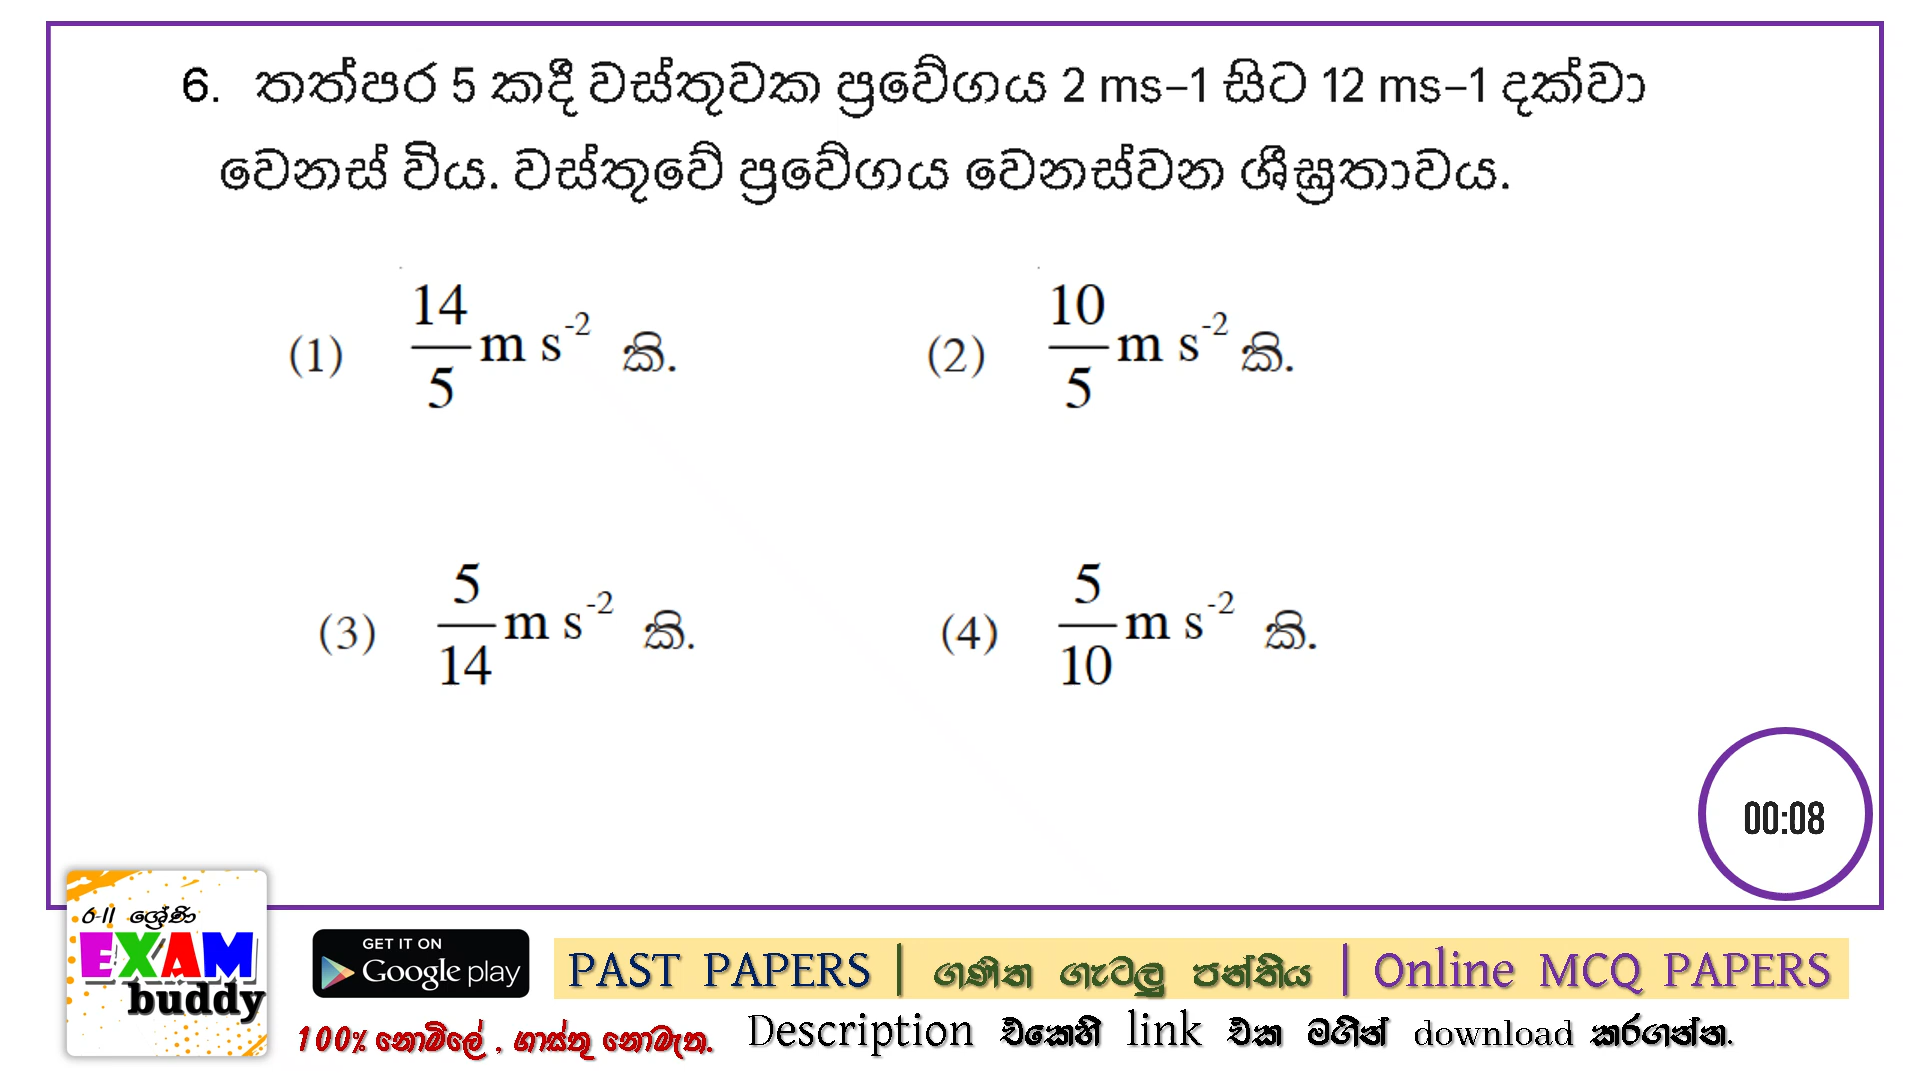 6. තත්පර 5 කදී වස්තුවක ප්‍රවේගය 2 ms–1 සිට 12 ms–1 දක්වා
වෙනස් විය. වස්තුවේ ප්‍රවේගය වෙනස්වන ශීඝ්‍රතාවය.
(1) 14/5 m s⁻² කි.
(2) 10/5 m s⁻² කි.
(3) 5/14 m s⁻² කි.
(4) 5/10 m s⁻² කි.
00:08
6-11 ශ්‍රේණි
EXAM
buddy
GET IT ON
Google play
PAST PAPERS | ගණිත ගැටලු පන්තිය | Online MCQ PAPERS
100% නොමිලේ , ගාස්තු නොමැත. Description එකෙහි link එක මගින් download කරගන්න.